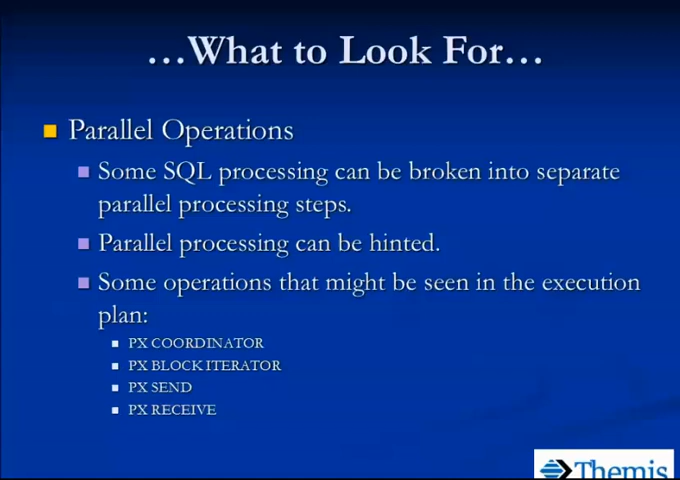 …What to Look For…
Parallel Operations
Some SQL processing can be broken into separate
parallel processing steps.
Parallel processing can be hinted.
Some operations that might be seen in the execution
plan:
PX COORDINATOR
PX BLOCK ITERATOR
PX SEND
PX RECEIVE
Themis